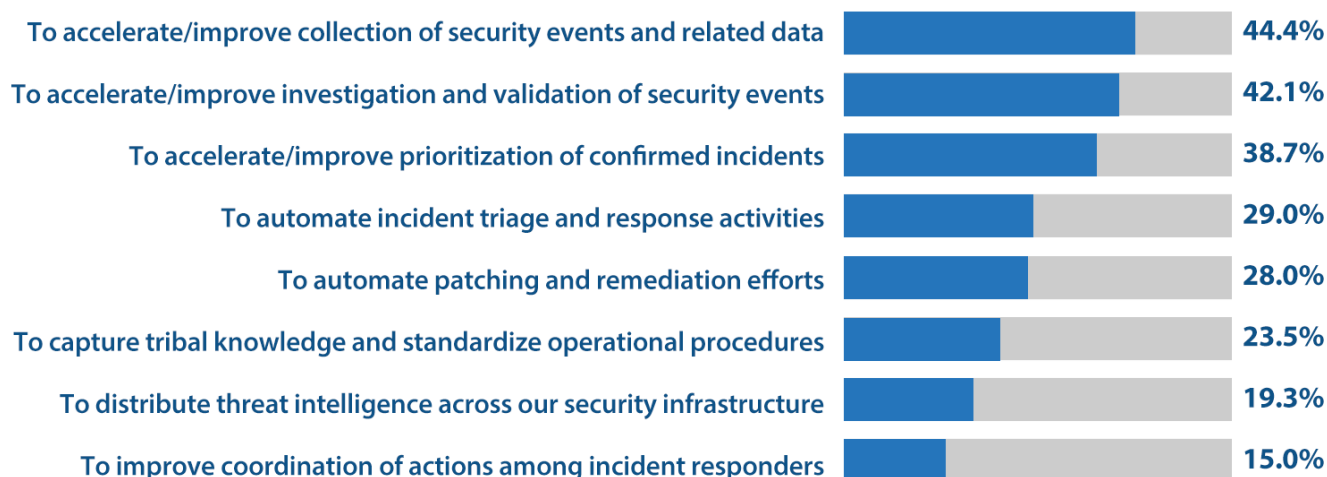 To accelerate/improve collection of security events and related data 44.4%
To accelerate/improve investigation and validation of security events 42.1%
To accelerate/improve prioritization of confirmed incidents 38.7%
To automate incident triage and response activities 29.0%
To automate patching and remediation efforts 28.0%
To capture tribal knowledge and standardize operational procedures 23.5%
To distribute threat intelligence across our security infrastructure 19.3%
To improve coordination of actions among incident responders 15.0%